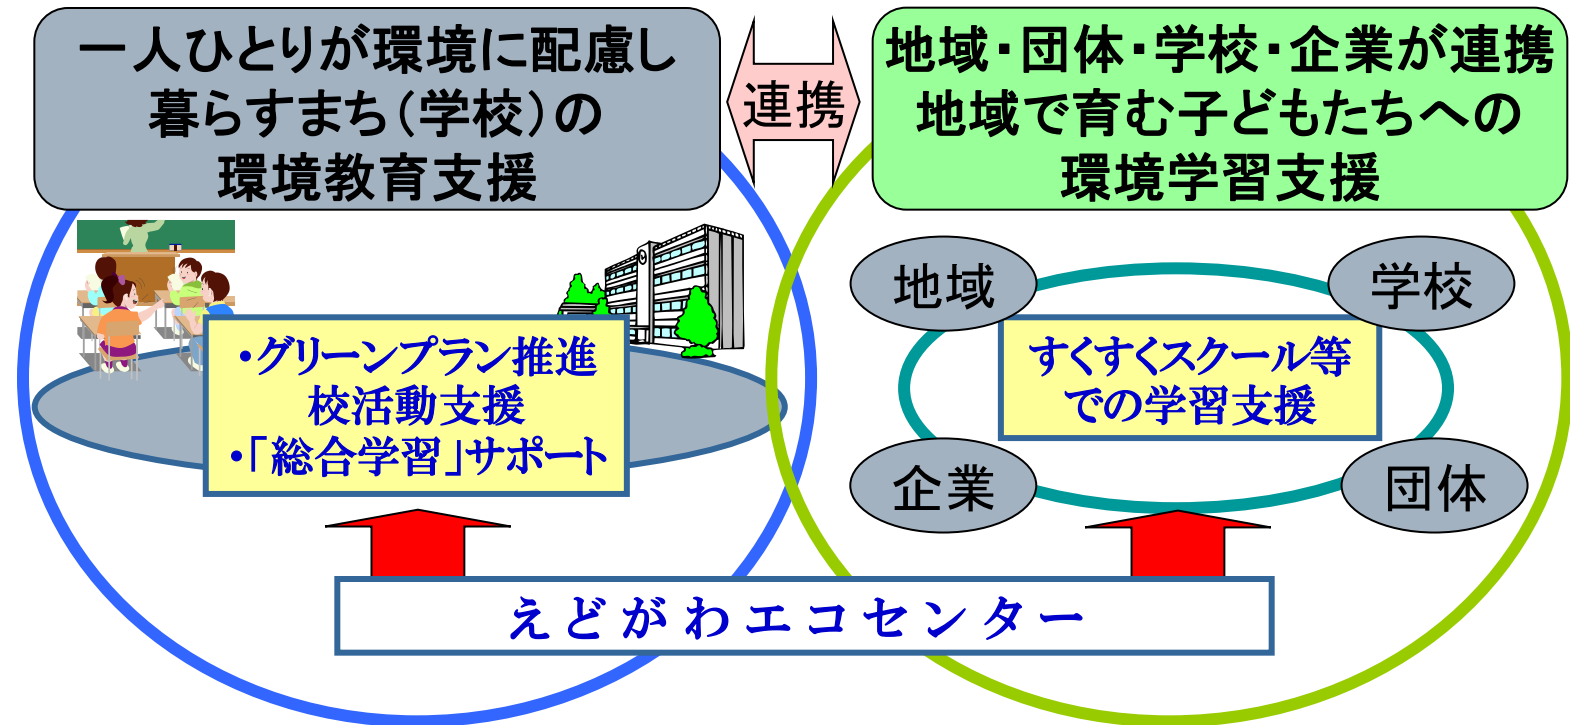 一人ひとりが環境に配慮し
暮らすまち(学校)の
環境教育支援
連携
地域・団体・学校・企業が連携
地域で育む子どもたちへの
環境学習支援
・グリーンプラン推進
校活動支援
・「総合学習」サポート
地域
学校
すくすくスクール等
での学習支援
企業
団体
えどがわエコセンター